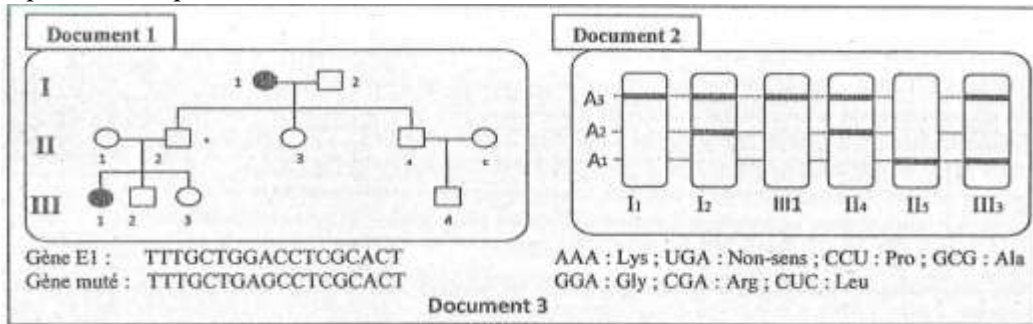 Document 1
I
1
2
II
1
2
3
4
5
III
1
2
3
4
Document 2
A3
A2
A1
I1
I2
III1
II4
II5
III3
Gène E1 : TTTGCTGGACCTCGCACT
Gène muté : TTTGCTGAGCCTCGCACT
AAA : Lys ; UGA : Non-sens ; CCU : Pro ; GCG : Ala
GGA : Gly ; CGA : Arg ; CUC : Leu
Document 3